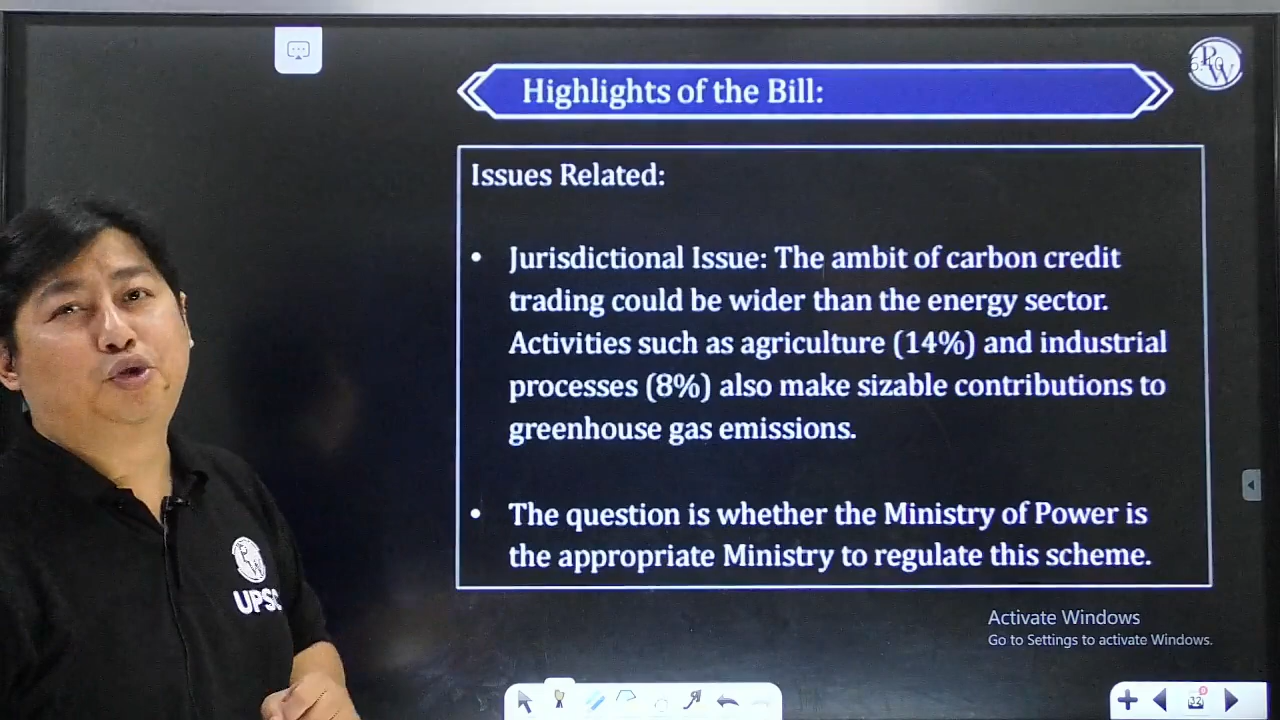 PW
Highlights of the Bill:
Issues Related:
• Jurisdictional Issue: The ambit of carbon credit
trading could be wider than the energy sector.
Activities such as agriculture (14%) and industrial
processes (8%) also make sizable contributions to
greenhouse gas emissions.
• The question is whether the Ministry of Power is
the appropriate Ministry to regulate this scheme.
UPSC
Activate Windows
Go to Settings to activate Windows.
32